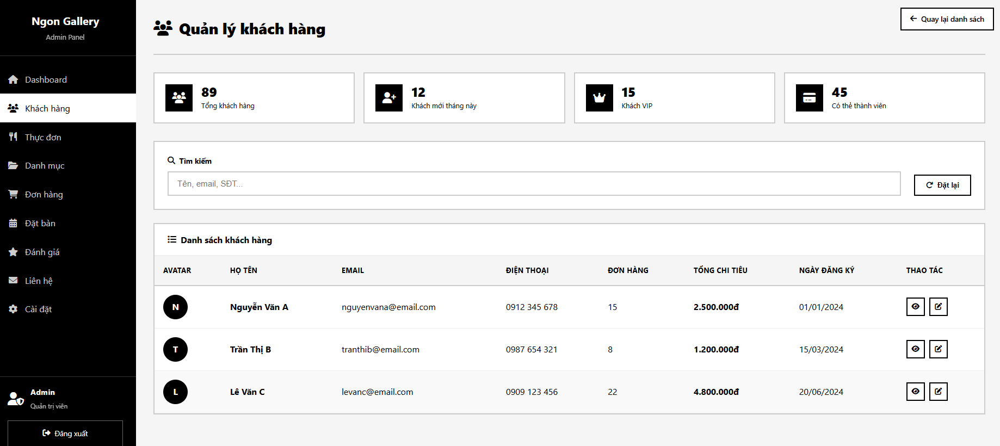 Ngon Gallery
Admin Panel
Dashboard
Khách hàng
Thực đơn
Danh mục
Đơn hàng
Đặt bàn
Đánh giá
Liên hệ
Cài đặt
Admin
Quản trị viên
Đăng xuất
Quản lý khách hàng
Quay lại danh sách
89
Tổng khách hàng
12
Khách mới tháng này
15
Khách VIP
45
Có thẻ thành viên
Tìm kiếm
Tên, email, SĐT...
Đặt lại
Danh sách khách hàng
AVATAR HỌ TÊN EMAIL ĐIỆN THOẠI ĐƠN HÀNG TỔNG CHI TIÊU NGÀY ĐĂNG KÝ THAO TÁC
N Nguyễn Văn A nguyenvana@email.com 0912 345 678 15 2.500.000đ 01/01/2024
T Trần Thị B tranthib@email.com 0987 654 321 8 1.200.000đ 15/03/2024
L Lê Văn C levanc@email.com 0909 123 456 22 4.800.000đ 20/06/2024